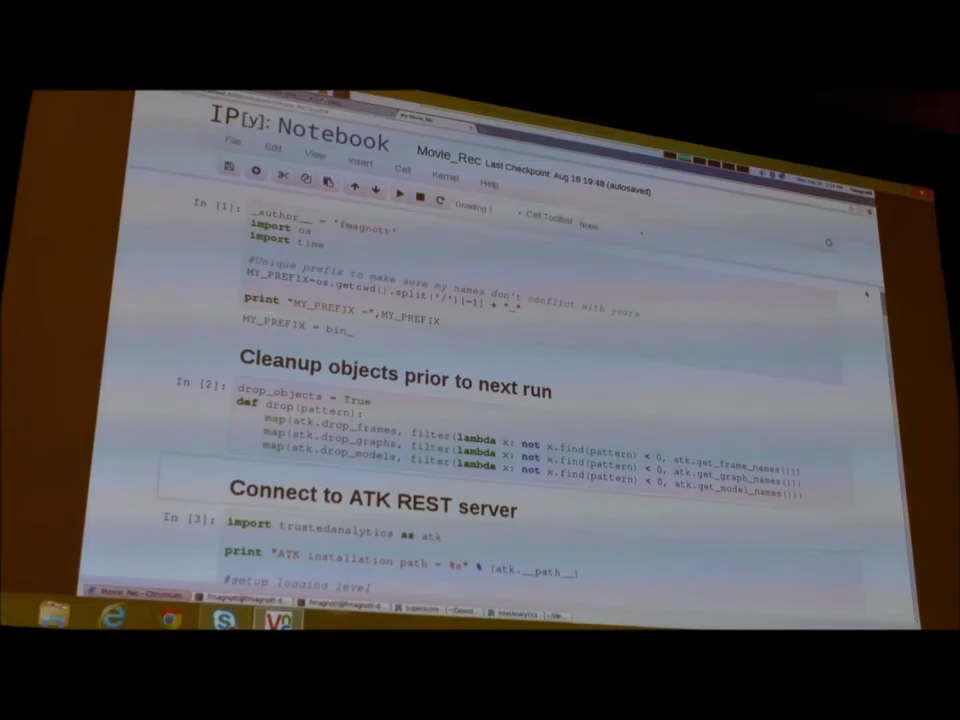 IP[y]: Notebook
Movie_Rec Last Checkpoint: Aug 18 19:48 (autosaved)
File Edit View Insert Cell Kernel Help
Cell Toolbar None
In [1]: _author__ = 'fmagnott'
import os
import time
#Unique prefix to make sure my names don't conflict with yours
MY_PREFIX=os.getcwd().split('/')[-1] + "_"
print "MY_PREFIX =",MY_PREFIX
MY_PREFIX = bin_
Cleanup objects prior to next run
In [2]: drop_objects = True
def drop(pattern):
map(atk.drop_frames, filter(lambda x: not x.find(pattern) < 0, atk.get_frame_names()))
map(atk.drop_graphs, filter(lambda x: not x.find(pattern) < 0, atk.get_graph_names()))
map(atk.drop_models, filter(lambda x: not x.find(pattern) < 0, atk.get_model_names()))
Connect to ATK REST server
In [3]: import trustedanalytics as atk
print "ATK installation path = %s" % (atk.__path__)
#setup logging level
Movie_Rec - Chromium